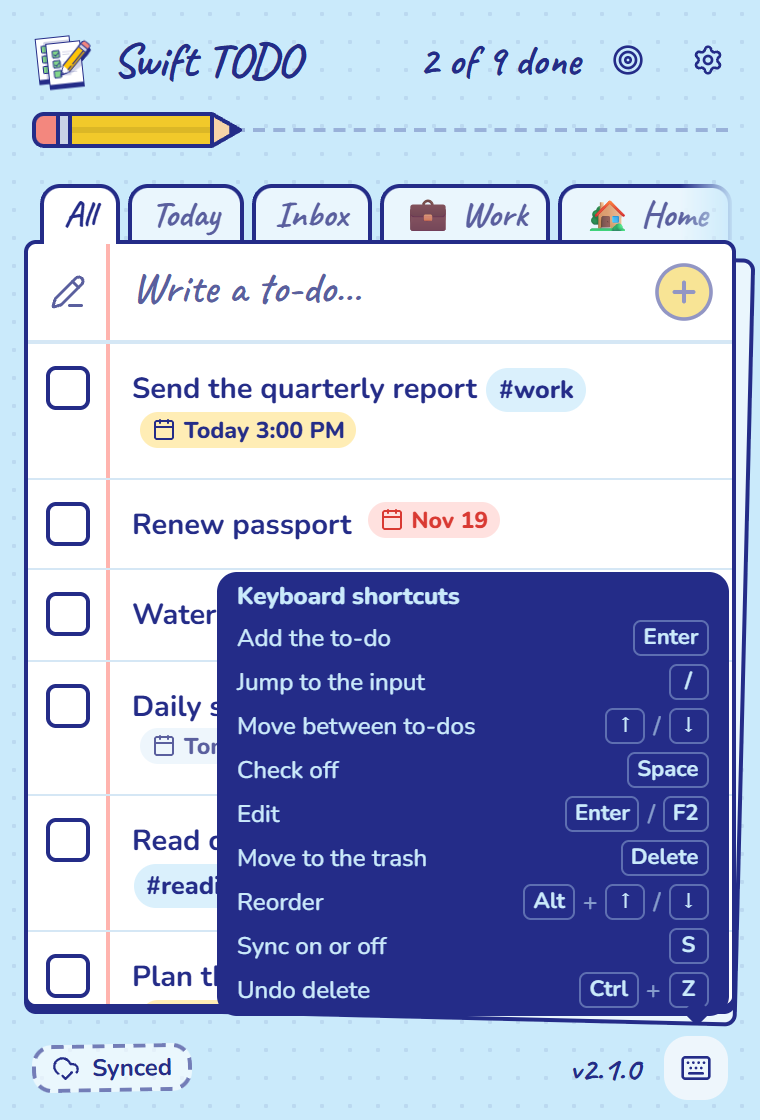 Swift TODO 2 of 9 done
All Today Inbox Work Home
Write a to-do...
Send the quarterly report #work
Today 3:00 PM
Renew passport Nov 19
Water
Daily
Read
Plan
Keyboard shortcuts
Add the to-do Enter
Jump to the input /
Move between to-dos ↑ / ↓
Check off Space
Edit Enter / F2
Move to the trash Delete
Reorder Alt + ↑ / ↓
Sync on or off S
Undo delete Ctrl + Z
Synced v2.1.0